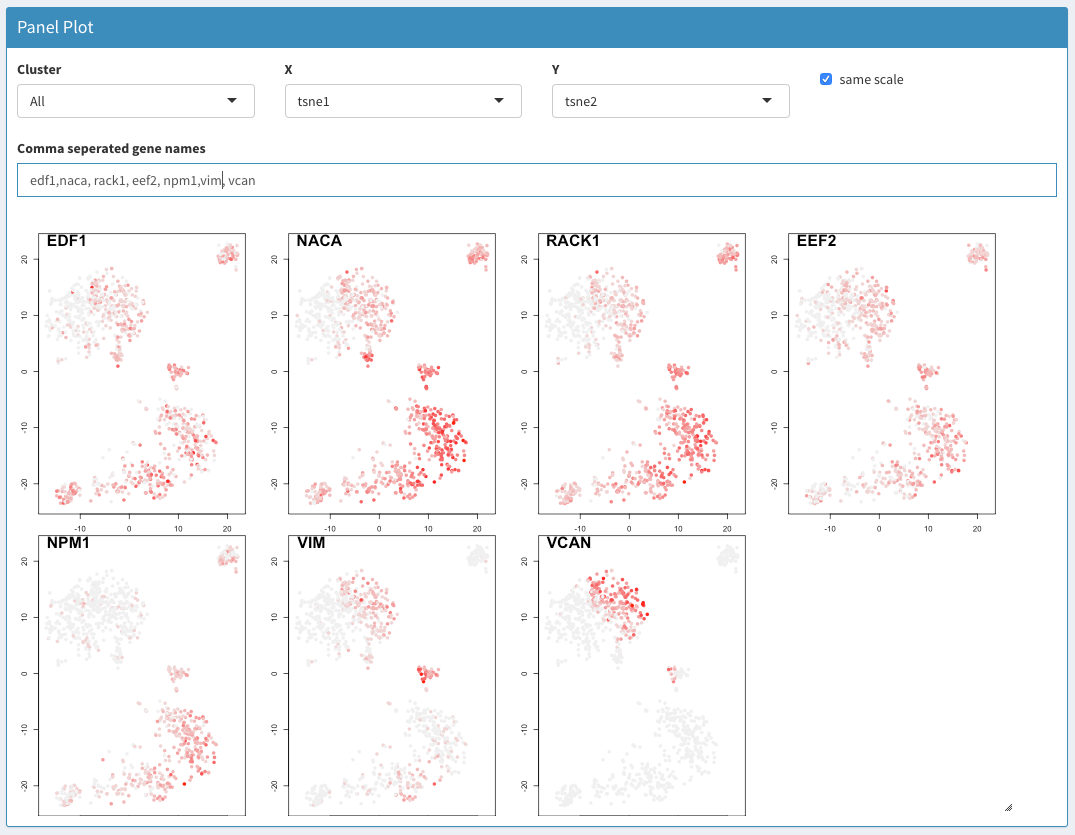 Panel Plot
Cluster X Y
same scale
All tsne1 tsne2
Comma seperated gene names
edf1,naca, rack1, eef2, npm1,vim, vcan
EDF1 NACA RACK1 EEF2
20 20 20 20
10 10 10 10
0 0 0 0
-10 -10 -10 -10
-20 -20 -20 -20
-10 0 10 20 -10 0 10 20 -10 0 10 20 -10 0 10 20
NPM1 VIM VCAN
20 20 20
10 10 10
0 0 0
-10 -10 -10
-20 -20 -20